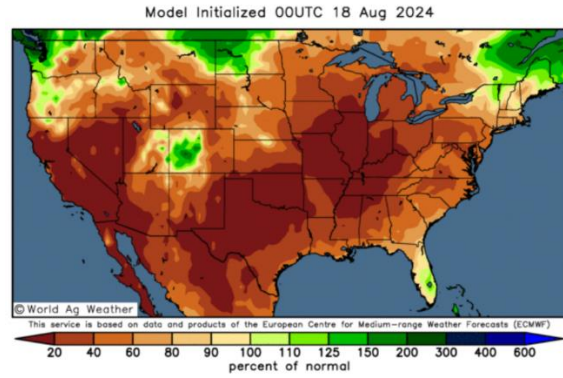 Model Initialized 00UTC 18 Aug 2024
© World Ag Weather
This service is based on data and products of the European Centre for Medium-range Weather Forecasts (ECMWF)
20 40 60 80 90 100 110 125 150 200 300 400 600
percent of normal